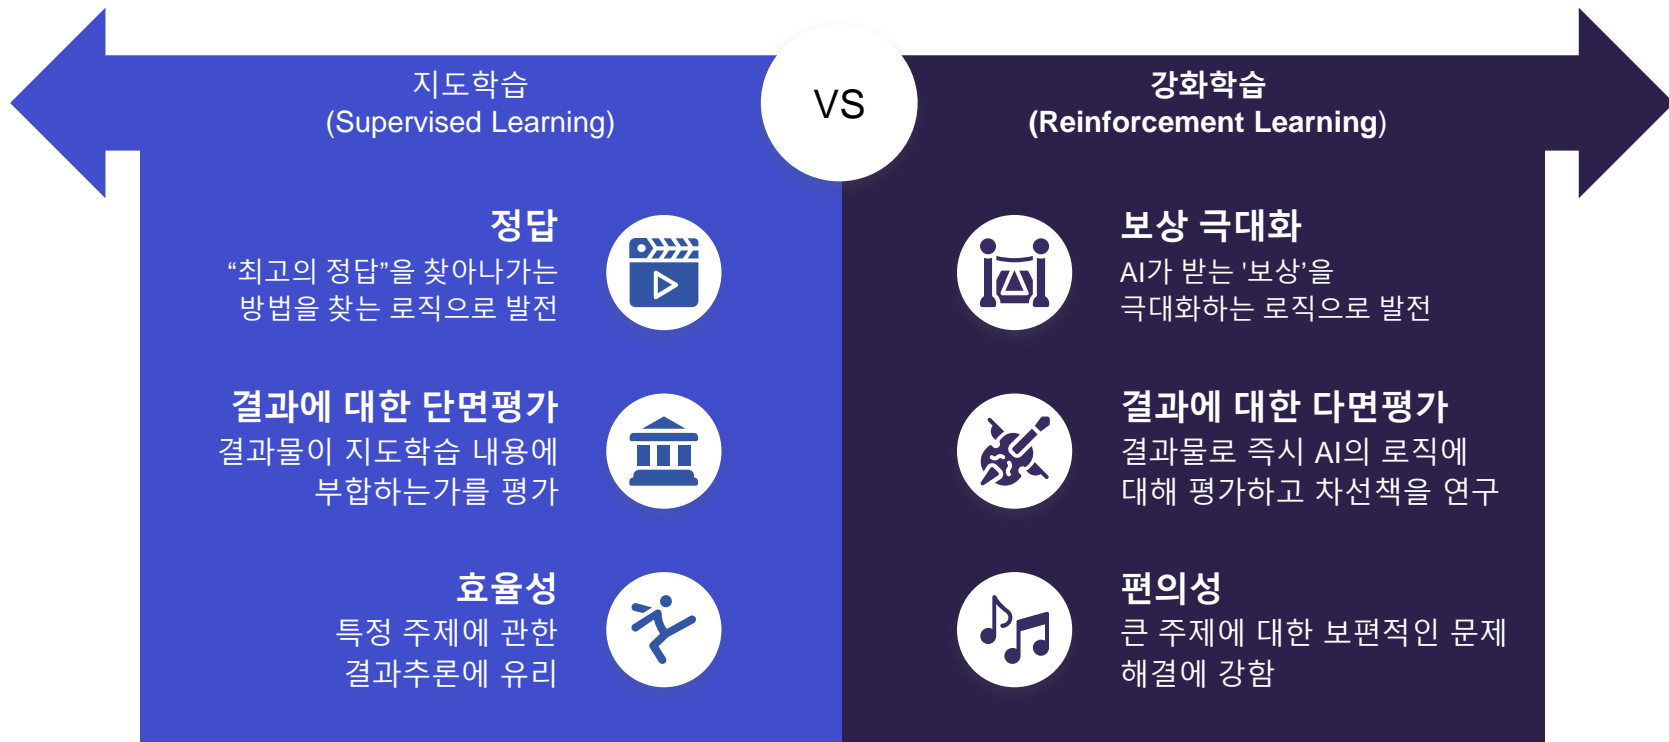 지도학습
(Supervised Learning)
VS
강화학습
(Reinforcement Learning)
정답
“최고의 정답”을 찾아나가는
방법을 찾는 로직으로 발전
결과에 대한 단면평가
결과물이 지도학습 내용에
부합하는가를 평가
효율성
특정 주제에 관한
결과추론에 유리
보상 극대화
AI가 받는 '보상'을
극대화하는 로직으로 발전
결과에 대한 다면평가
결과물로 즉시 AI의 로직에
대해 평가하고 차선책을 연구
편의성
큰 주제에 대한 보편적인 문제
해결에 강함